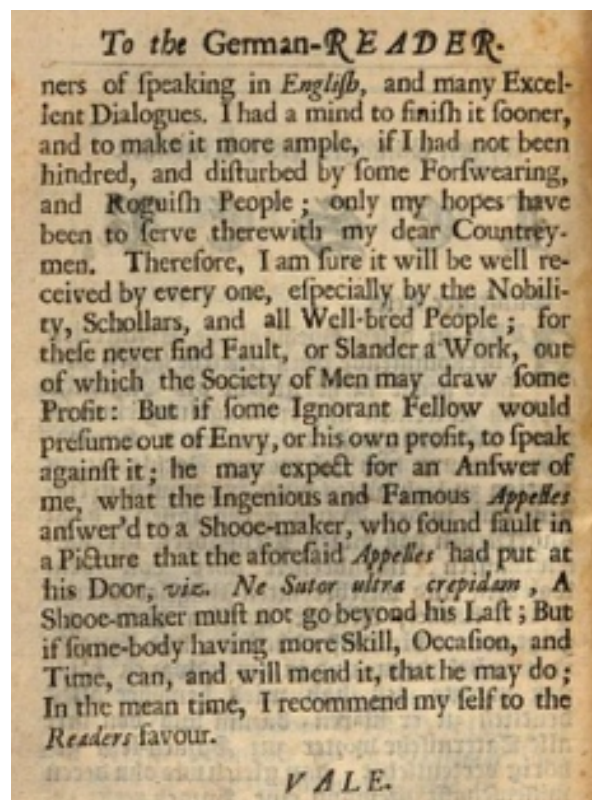 To the German-READER.
ners of ſpeaking in Engliſh, and many Excel-
lent Dialogues. I had a mind to finiſh it ſooner,
and to make it more ample, if I had not been
hindred, and diſturbed by ſome Forſwearing,
and Roguiſh People ; only my hopes have
been to ſerve therewith my dear Countrey-
men. Therefore, I am ſure it will be well re-
ceived by every one, eſpecially by the Nobili-
ty, Schollars, and all Well-bred People ; for
theſe never find Fault, or Slander a Work, out
of which the Society of Men may draw ſome
Profit: But if ſome Ignorant Fellow would
preſume out of Envy, or his own profit, to ſpeak
againſt it ; he may expect for an Anſwer of
me, what the Ingenious and Famous Appelles
anſwer'd to a Shooe-maker, who found fault in
a Picture that the aforeſaid Appelles had put at
his Door, viz. Ne Sutor ultra crepidam, A
Shooe-maker muſt not go beyond his Laſt ; But
if ſome-body having more Skill, Occaſion, and
Time, can, and will mend it, that he may do ;
In the mean time, I recommend my ſelf to the
Readers favour.
VALE.